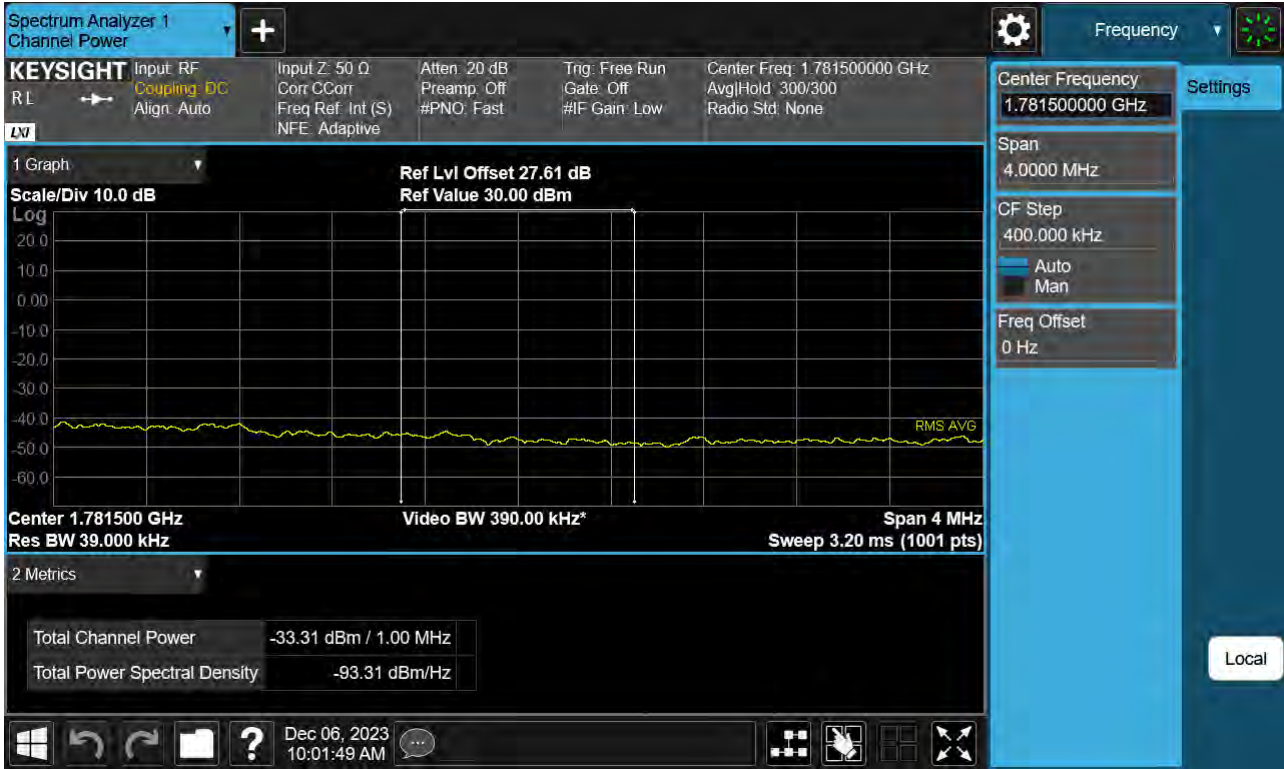 Spectrum Analyzer 1
Channel Power
Frequency
KEYSIGHT
R L
LXI
Input: RF
Coupling: DC
Align: Auto
Input Z: 50 Ω
Corr CCorr
Freq Ref: Int (S)
NFE: Adaptive
Atten: 20 dB
Preamp: Off
#PNO: Fast
Trig: Free Run
Gate: Off
#IF Gain: Low
Center Freq: 1.781500000 GHz
Avg|Hold: 300/300
Radio Std: None
Center Frequency
1.781500000 GHz
Settings
Span
4.0000 MHz
CF Step
400.000 kHz
Auto
Man
Freq Offset
0 Hz
1 Graph
Ref Lvl Offset 27.61 dB
Scale/Div 10.0 dB
Ref Value 30.00 dBm
Log
20.0
10.0
0.00
-10.0
-20.0
-30.0
-40.0
RMS AVG
-50.0
-60.0
Center 1.781500 GHz
Video BW 390.00 kHz*
Span 4 MHz
Res BW 39.000 kHz
Sweep 3.20 ms (1001 pts)
2 Metrics
Total Channel Power
-33.31 dBm / 1.00 MHz
Total Power Spectral Density
-93.31 dBm/Hz
Local
?
Dec 06, 2023
10:01:49 AM